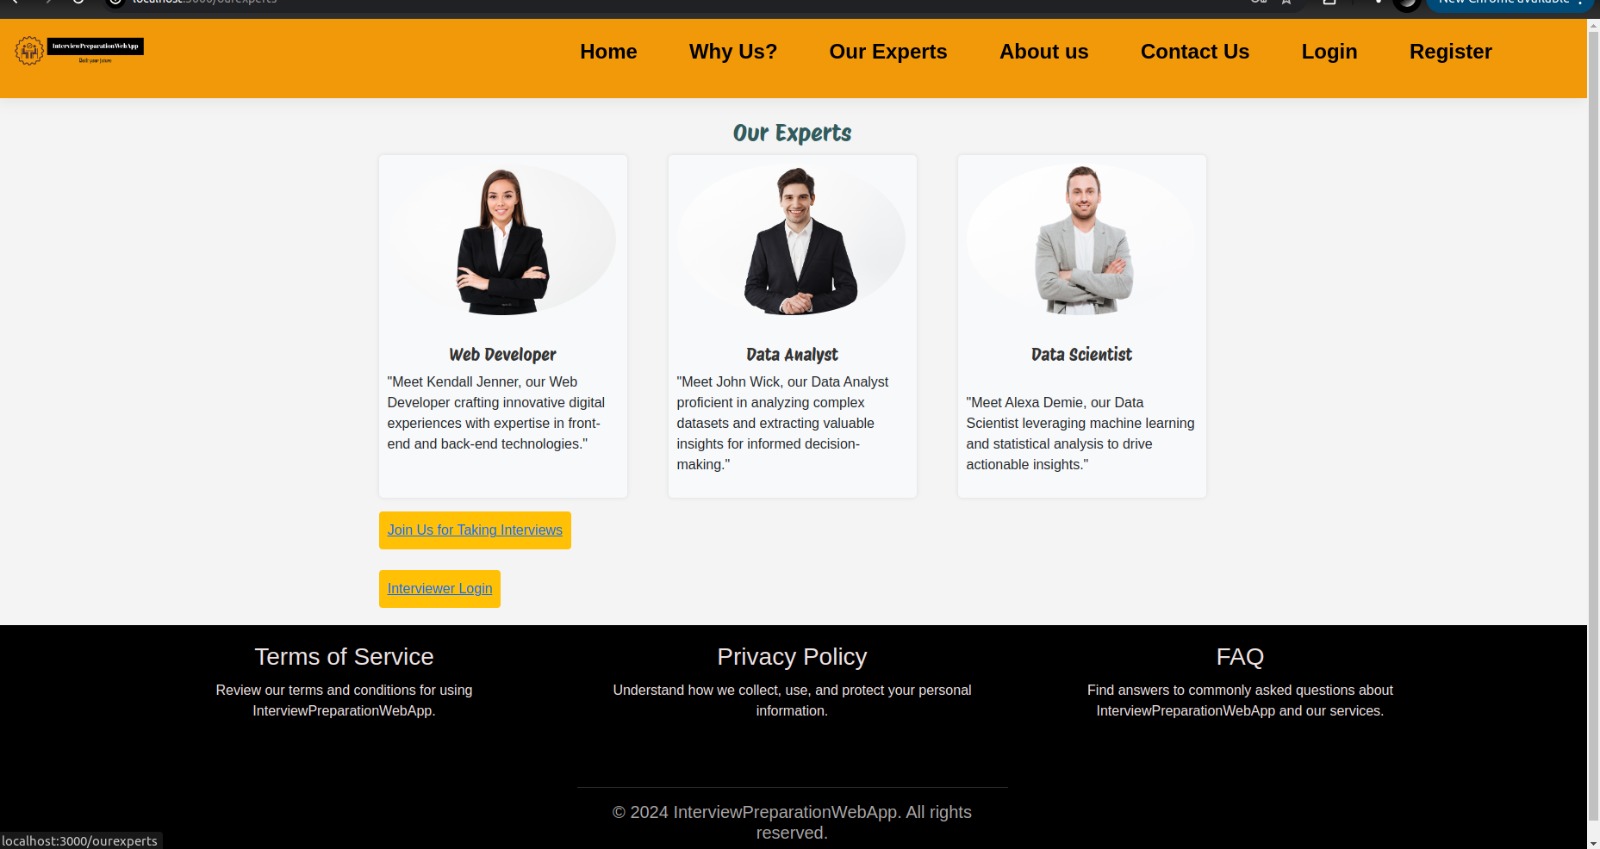 New Chrome available
localhost:3000/ourexperts
InterviewPreparationWebApp
Home Why Us? Our Experts About us Contact Us Login Register
Our Experts
Web Developer
"Meet Kendall Jenner, our Web
Developer crafting innovative digital
experiences with expertise in front-
end and back-end technologies."
Data Analyst
"Meet John Wick, our Data Analyst
proficient in analyzing complex
datasets and extracting valuable
insights for informed decision-
making."
Data Scientist
"Meet Alexa Demie, our Data
Scientist leveraging machine learning
and statistical analysis to drive
actionable insights."
Join Us for Taking Interviews
Interviewer Login
Terms of Service
Review our terms and conditions for using
InterviewPreparationWebApp.
Privacy Policy
Understand how we collect, use, and protect your personal
information.
FAQ
Find answers to commonly asked questions about
InterviewPreparationWebApp and our services.
© 2024 InterviewPreparationWebApp. All rights
reserved.
localhost:3000/ourexperts